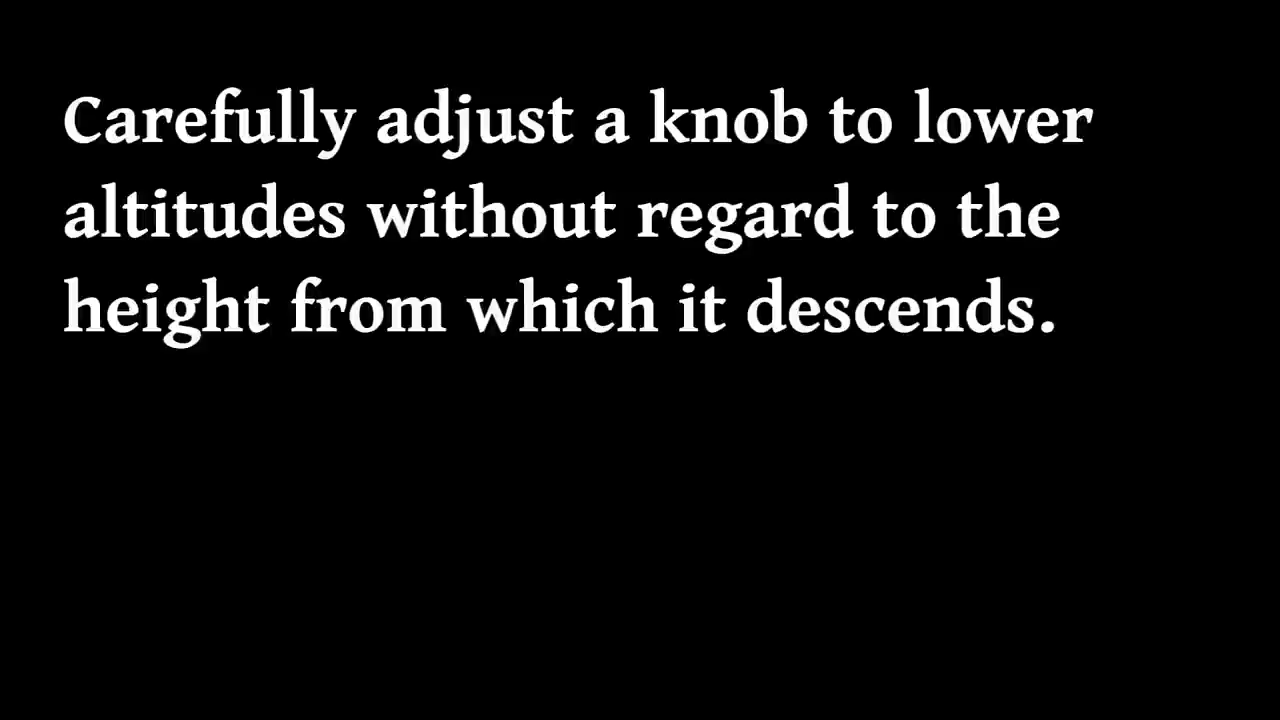 Carefully adjust a knob to lower
altitudes without regard to the
height from which it descends.